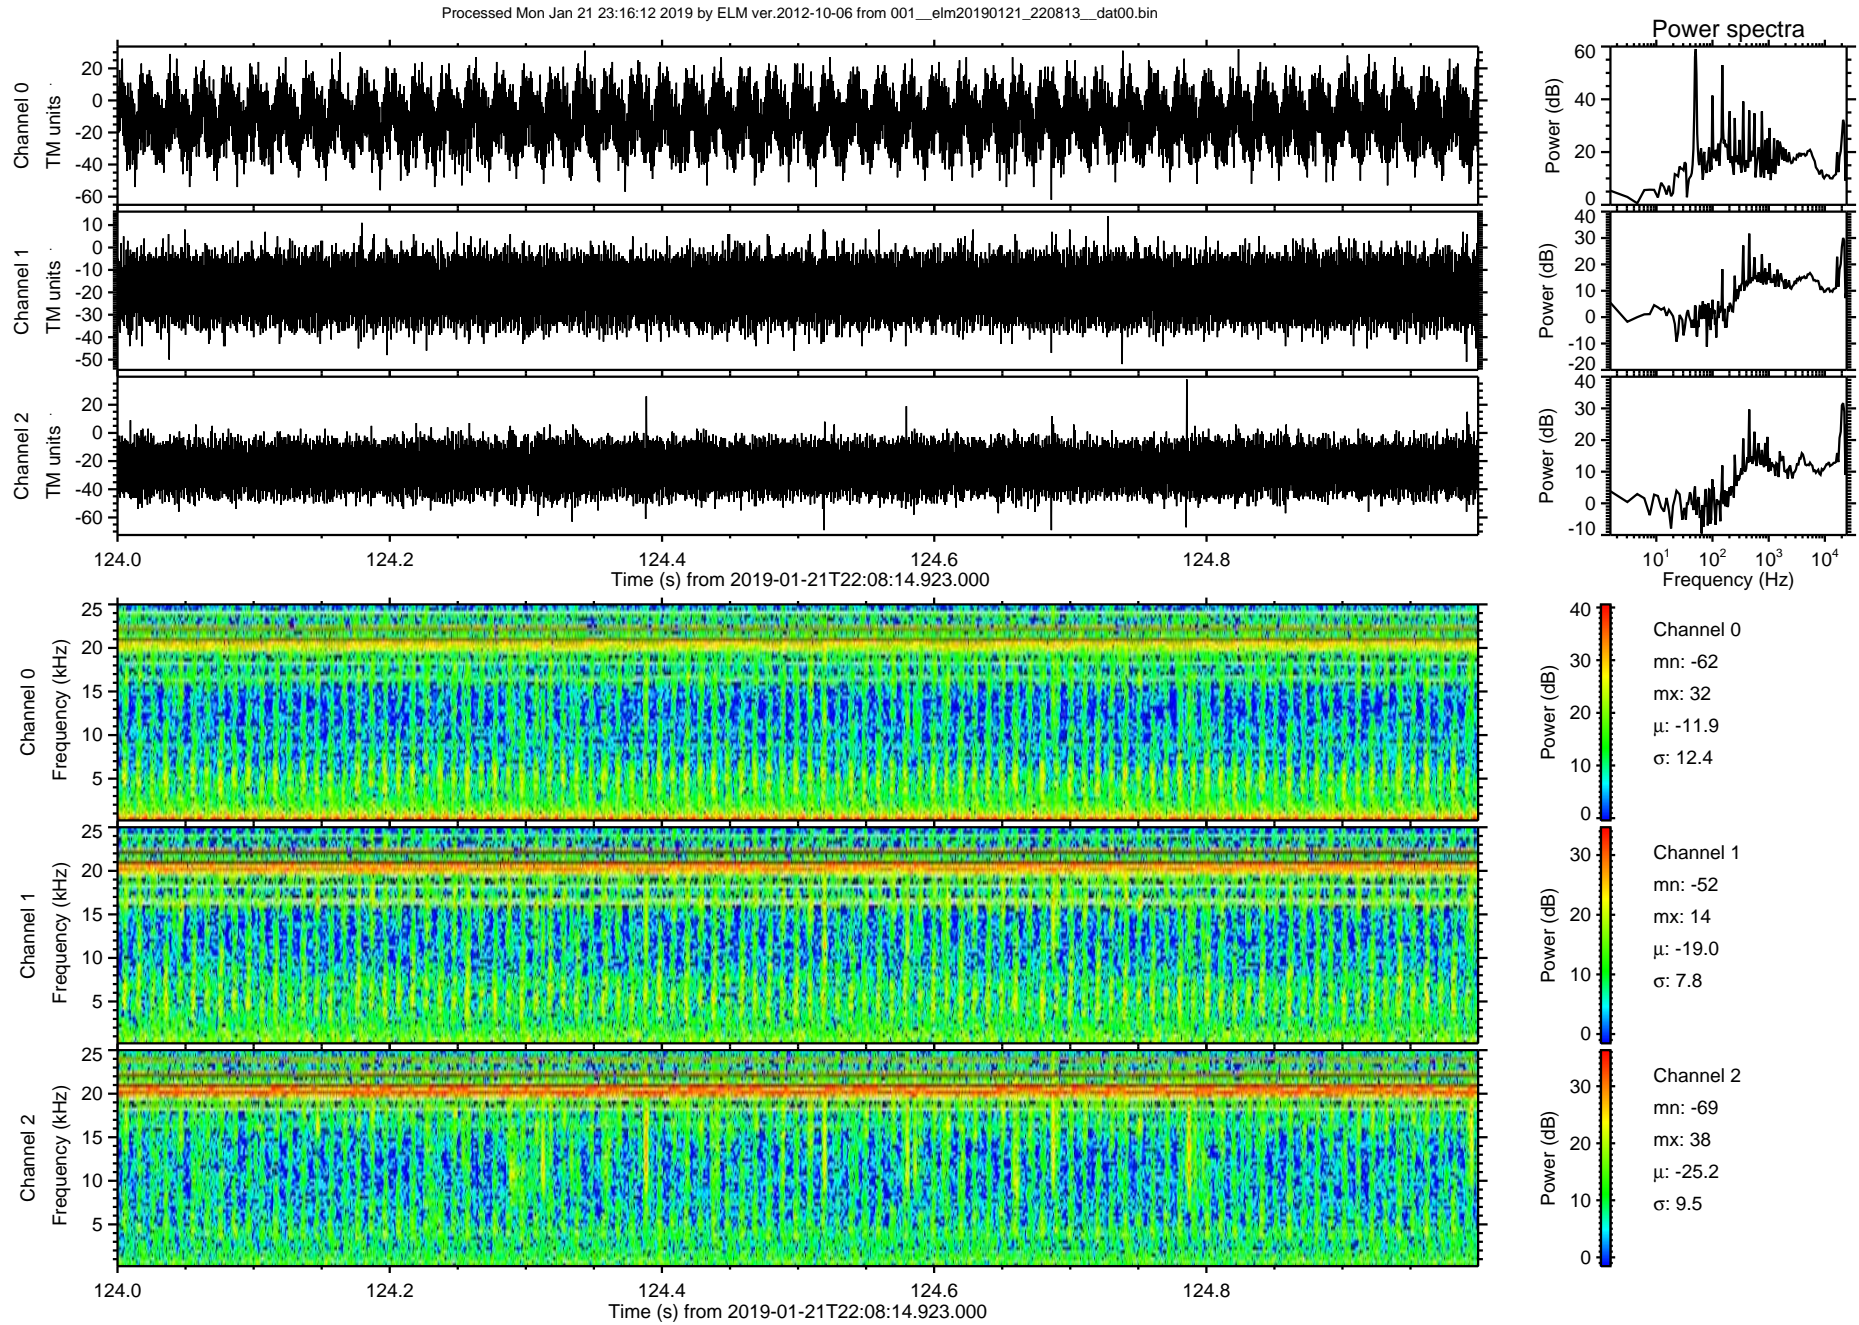 Processed Mon Jan 21 23:16:12 2019 by ELM ver.2012-10-06 from 001__elm20190121_220813__dat00.bin
Power spectra
Channel 0
TM units
20
0
-20
-40
-60
Power (dB)
60
40
20
0
Channel 1
TM units
10
0
-10
-20
-30
-40
-50
Power (dB)
40
30
20
10
0
-10
-20
Channel 2
TM units
20
0
-20
-40
-60
Power (dB)
40
30
20
10
0
-10
124.0 124.2 124.4 124.6 124.8
Time (s) from 2019-01-21T22:08:14.923.000
10¹ 10² 10³ 10⁴
Frequency (Hz)
Channel 0
Frequency (kHz)
25
20
15
10
5
Power (dB)
40
30
20
10
0
Channel 0
mn: -62
mx: 32
μ: -11.9
σ: 12.4
Channel 1
Frequency (kHz)
25
20
15
10
5
Power (dB)
30
20
10
0
Channel 1
mn: -52
mx: 14
μ: -19.0
σ: 7.8
Channel 2
Frequency (kHz)
25
20
15
10
5
Power (dB)
30
20
10
0
Channel 2
mn: -69
mx: 38
μ: -25.2
σ: 9.5
124.0 124.2 124.4 124.6 124.8
Time (s) from 2019-01-21T22:08:14.923.000